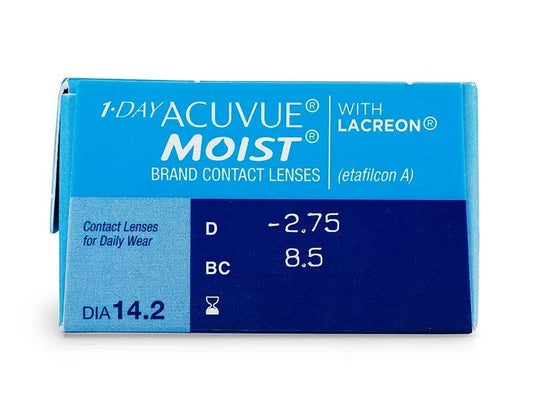 1·DAY ACUVUE®
MOIST®
BRAND CONTACT LENSES
WITH
LACREON®
(etafilcon A)
Contact Lenses
for Daily Wear
DIA 14.2
D -2.75
BC 8.5